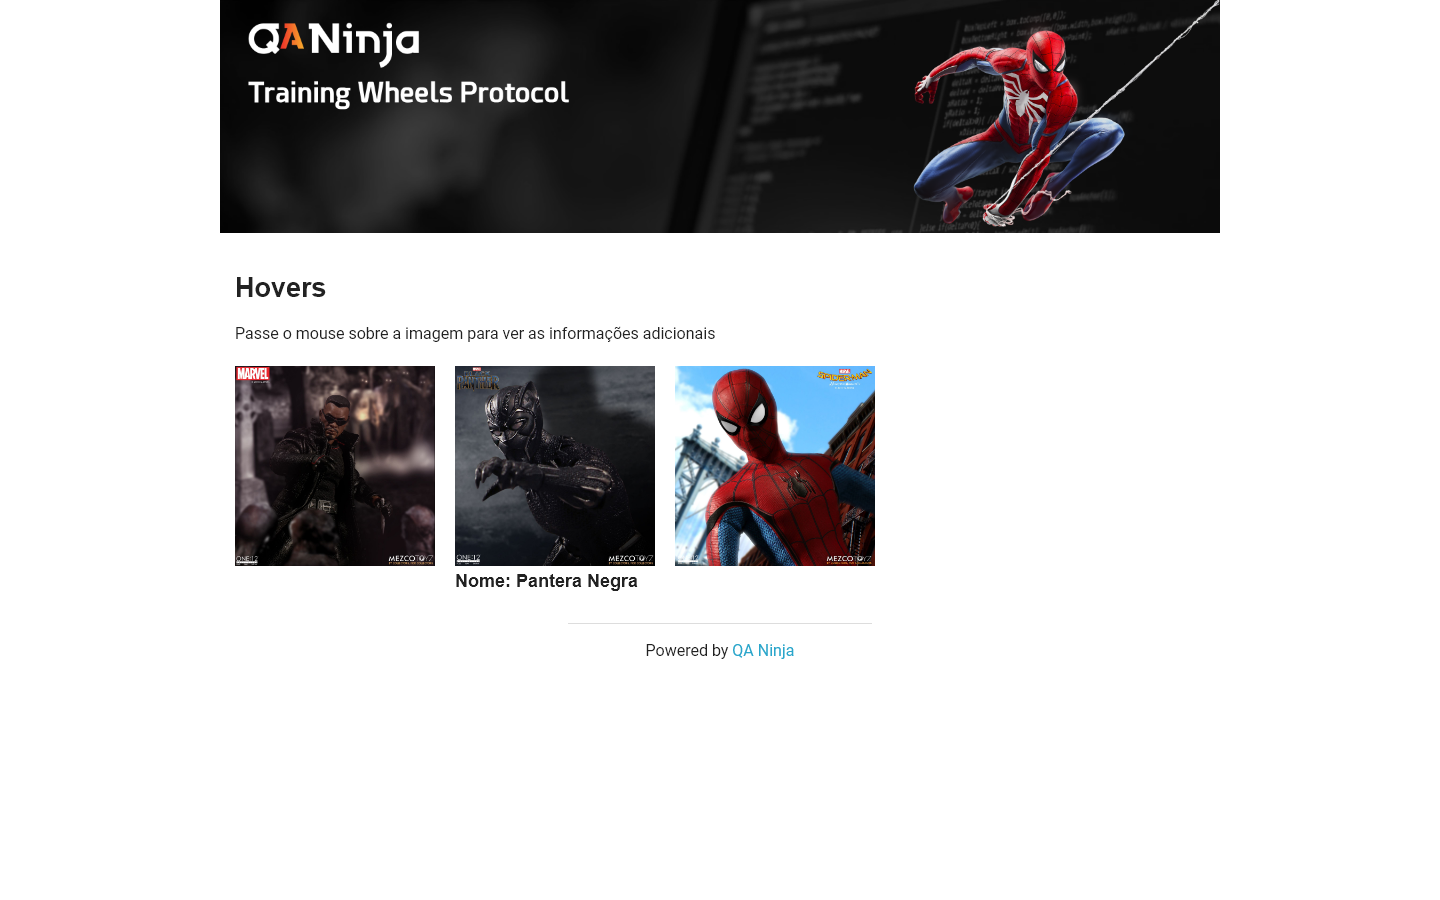 QANinja
Training Wheels Protocol
Hovers
Passe o mouse sobre a imagem para ver as informações adicionais
MARVEL
ONE:12
MEZCO TOYZ
PANTHER
ONE:12
MEZCO TOYZ
MEZCO TOYZ
Nome: Pantera Negra
Powered by QA Ninja